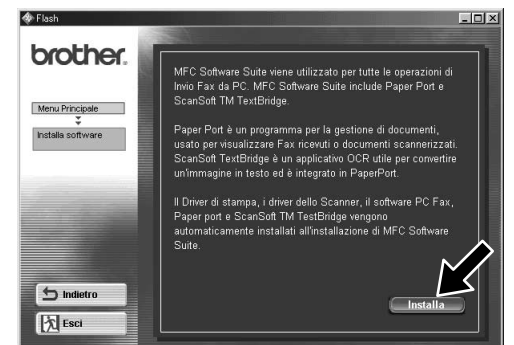 Flash
brother.
Menu Principale
Installa software
MFC Software Suite viene utilizzato per tutte le operazioni di
Invio Fax da PC. MFC Software Suite include Paper Port e
ScanSoft TM TextBridge.
Paper Port è un programma per la gestione di documenti,
usato per visualizzare Fax ricevuti o documenti scannerizzati.
ScanSoft TextBridge è un applicativo OCR utile per convertire
un'immagine in testo ed è integrato in PaperPort.
Il Driver di stampa, i driver dello Scanner, il software PC Fax,
Paper port e ScanSoft TM TestBridge vengono
automaticamente installati all'installazione di MFC Software
Suite.
Installa
Indietro
Esci